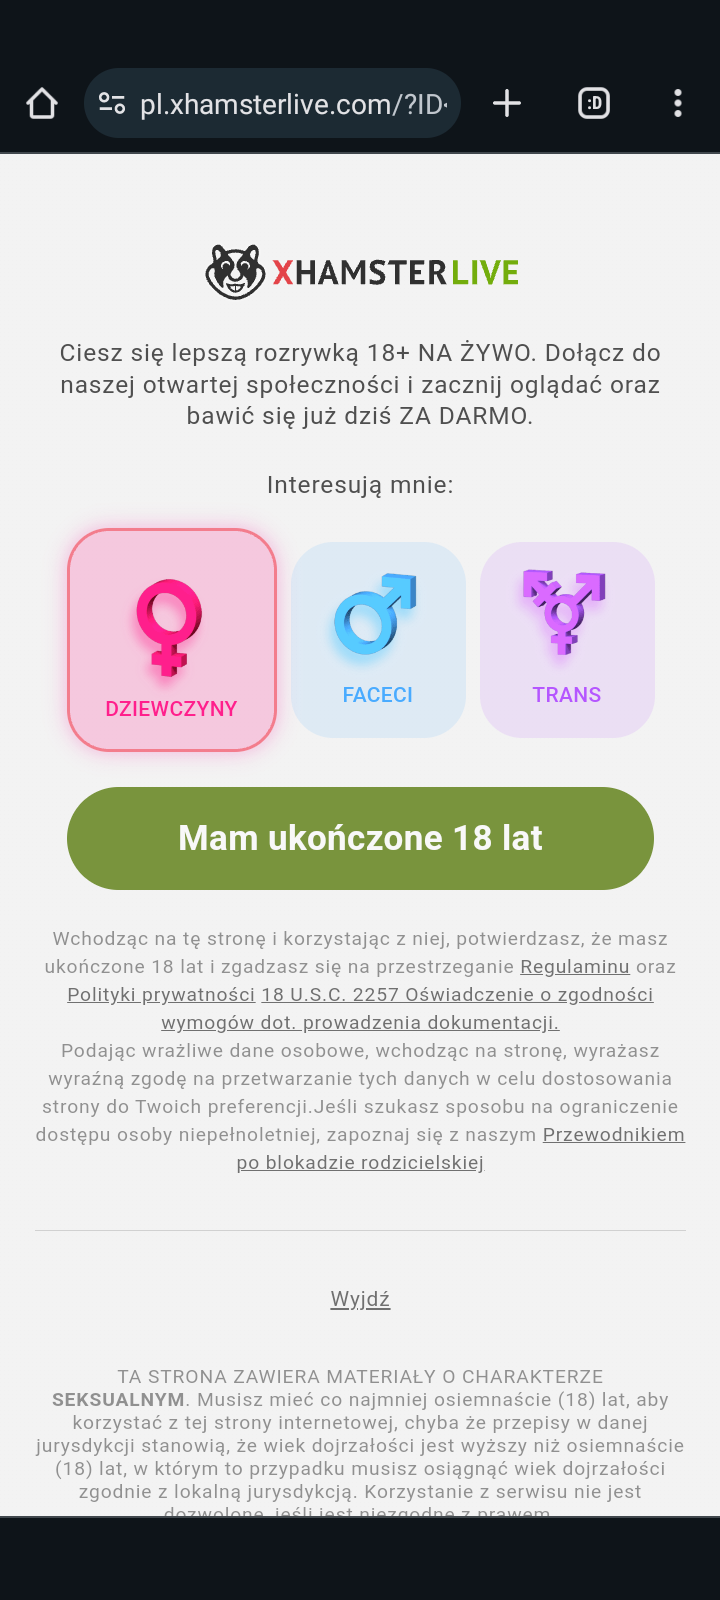 pl.xhamsterlive.com/?ID
:D
XHAMSTERLIVE
Ciesz się lepszą rozrywką 18+ NA ŻYWO. Dołącz do
naszej otwartej społeczności i zacznij oglądać oraz
bawić się już dziś ZA DARMO.
Interesują mnie:
DZIEWCZYNY
FACECI
TRANS
Mam ukończone 18 lat
Wchodząc na tę stronę i korzystając z niej, potwierdzasz, że masz
ukończone 18 lat i zgadzasz się na przestrzeganie Regulaminu oraz
Polityki prywatności 18 U.S.C. 2257 Oświadczenie o zgodności
wymogów dot. prowadzenia dokumentacji.
Podając wrażliwe dane osobowe, wchodząc na stronę, wyrażasz
wyraźną zgodę na przetwarzanie tych danych w celu dostosowania
strony do Twoich preferencji.Jeśli szukasz sposobu na ograniczenie
dostępu osoby niepełnoletniej, zapoznaj się z naszym Przewodnikiem
po blokadzie rodzicielskiej
Wyjdź
TA STRONA ZAWIERA MATERIAŁY O CHARAKTERZE
SEKSUALNYM. Musisz mieć co najmniej osiemnaście (18) lat, aby
korzystać z tej strony internetowej, chyba że przepisy w danej
jurysdykcji stanowią, że wiek dojrzałości jest wyższy niż osiemnaście
(18) lat, w którym to przypadku musisz osiągnąć wiek dojrzałości
zgodnie z lokalną jurysdykcją. Korzystanie z serwisu nie jest
dozwolone, jeśli jest niezgodne z prawem